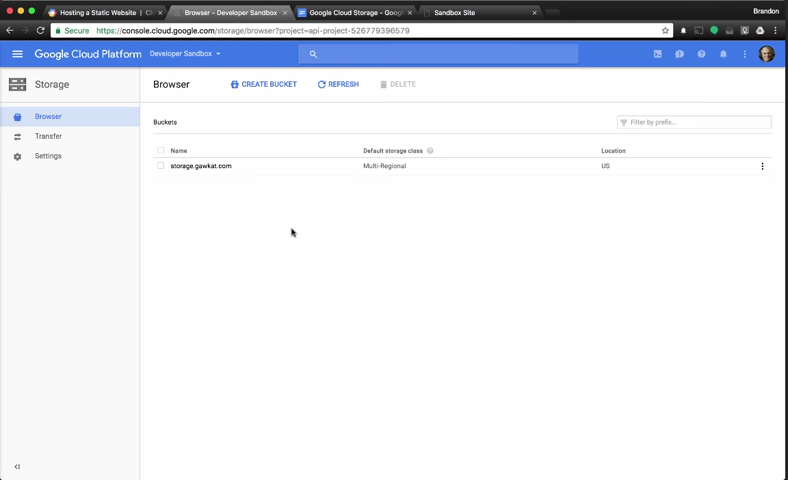 Hosting a Static Website | Cl
Browser - Developer Sandbox
Google Cloud Storage - Goog
Sandbox Site
Brandon
Secure
https://console.cloud.google.com/storage/browser?project=api-project-526779396579
Google Cloud Platform
Developer Sandbox
Storage
Browser
CREATE BUCKET
REFRESH
DELETE
Browser
Transfer
Settings
Buckets
Filter by prefix...
Name
Default storage class
Location
storage.gawkat.com
Multi-Regional
US